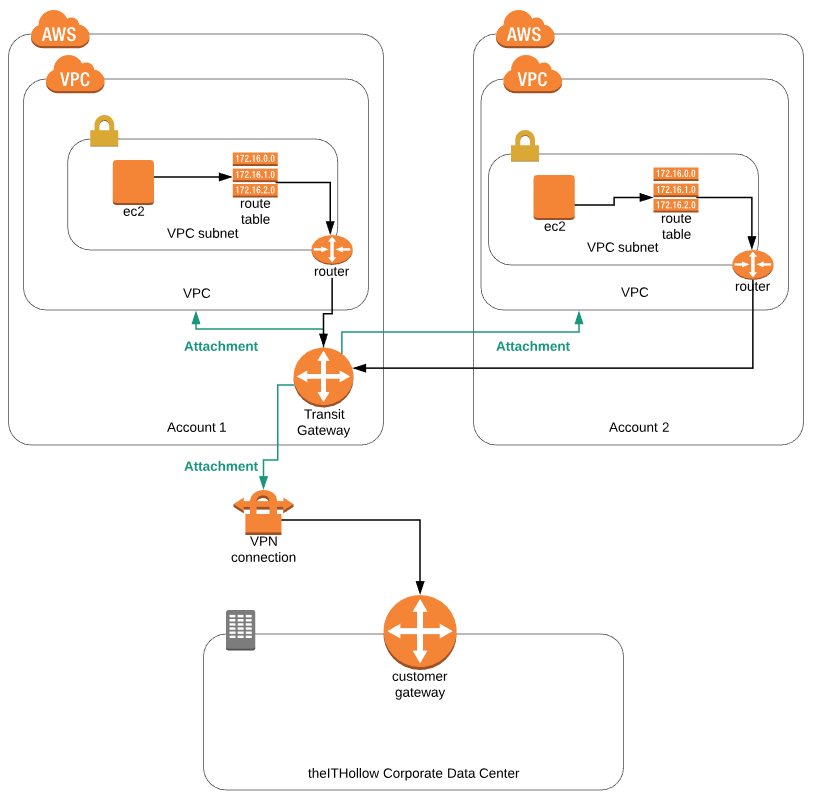 AWS
AWS
VPC
VPC
172.16.0.0
172.16.1.0
172.16.2.0
ec2
route
table
VPC subnet
router
VPC
172.16.0.0
172.16.1.0
172.16.2.0
ec2
route
table
VPC subnet
router
VPC
Attachment
Attachment
Transit
Gateway
Account 1
Account 2
Attachment
VPN
connection
customer
gateway
theITHollow Corporate Data Center